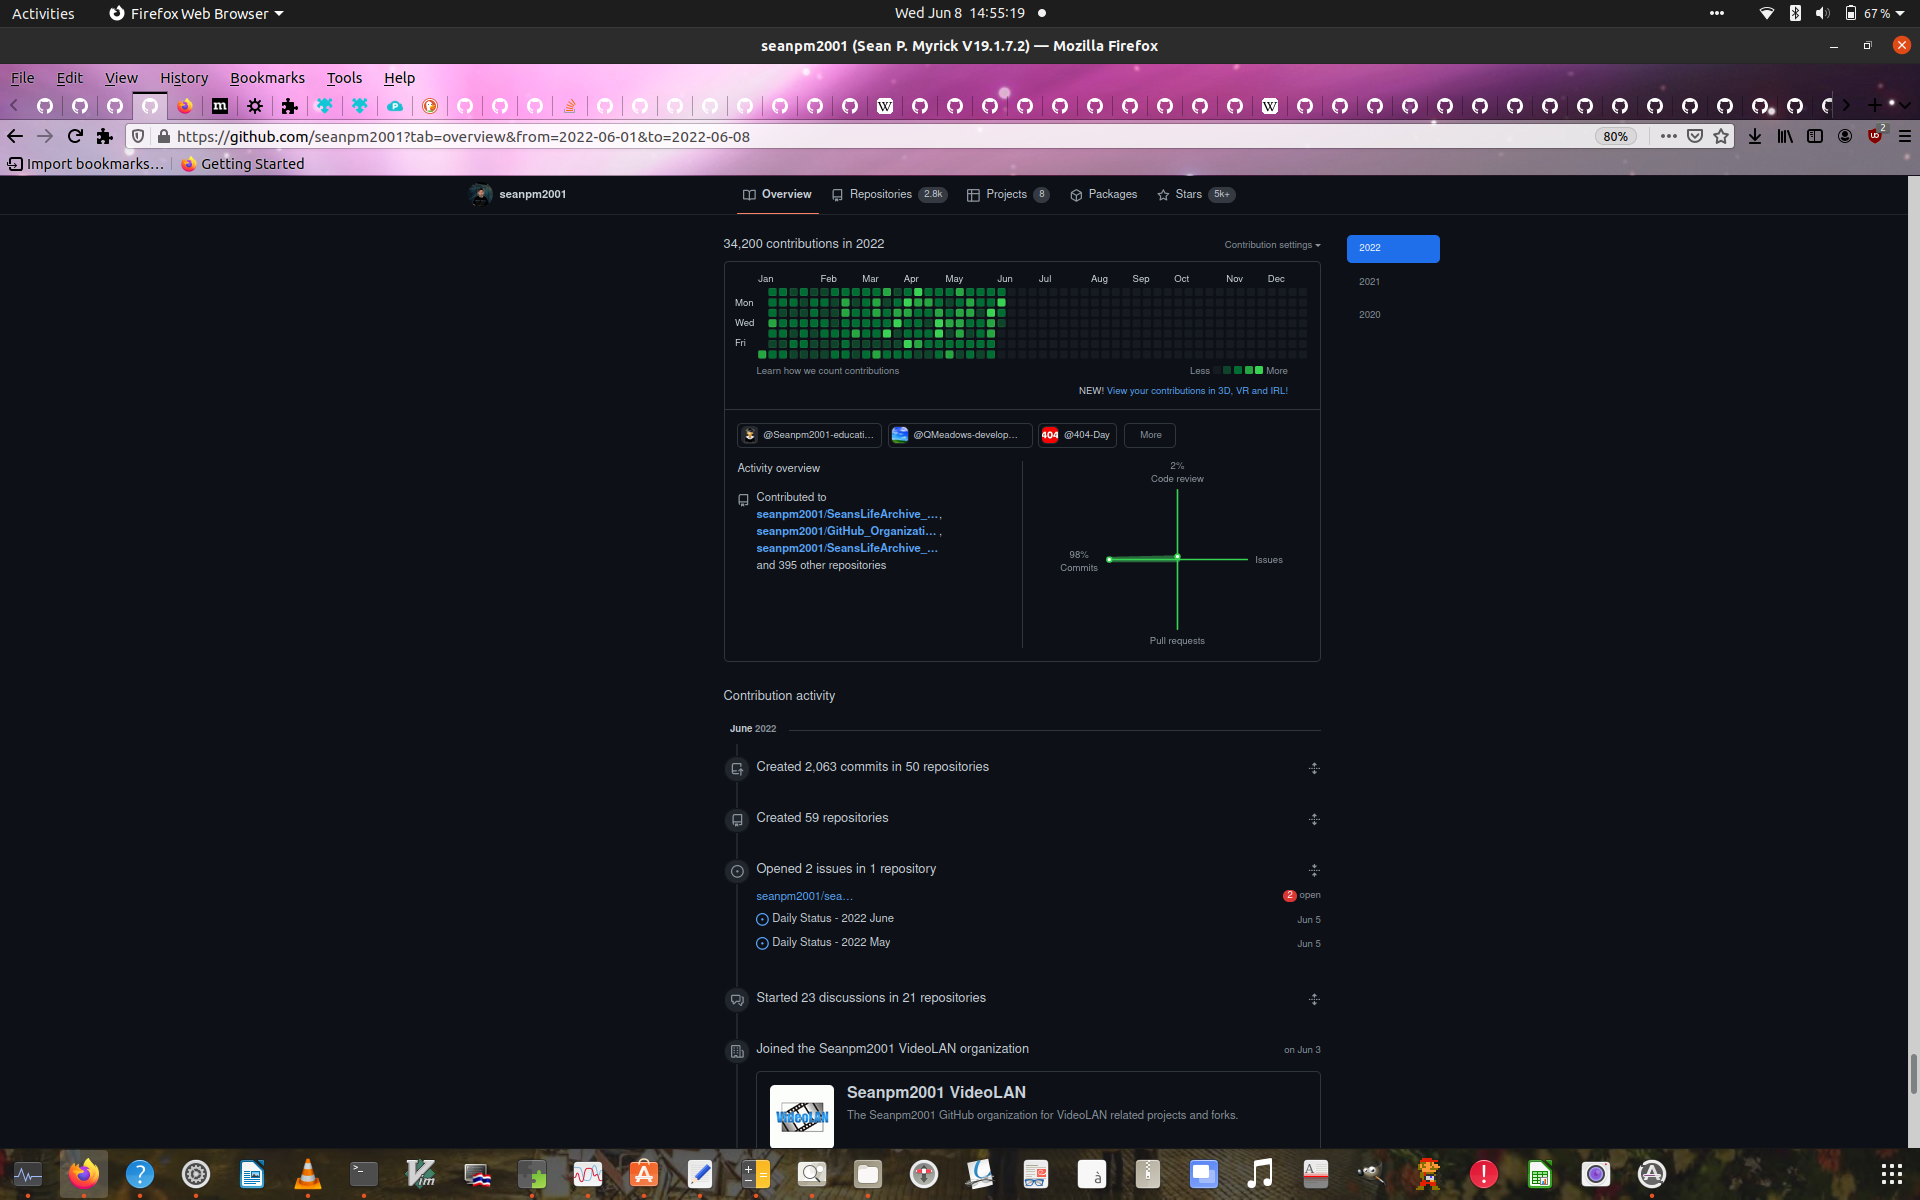 Activities
Firefox Web Browser
Wed Jun 8 14:55:19
67 %
seanpm2001 (Sean P. Myrick V19.1.7.2) — Mozilla Firefox
File Edit View History Bookmarks Tools Help
https://github.com/seanpm2001?tab=overview&from=2022-06-01&to=2022-06-08
80%
2
Import bookmarks…
Getting Started
seanpm2001
Overview
Repositories 2.8k
Projects 8
Packages
Stars 5k+
34,200 contributions in 2022
Contribution settings
2022
2021
2020
Jan Feb Mar Apr May Jun Jul Aug Sep Oct Nov Dec
Mon
Wed
Fri
Learn how we count contributions
Less More
NEW! View your contributions in 3D, VR and IRL!
@Seanpm2001-educati…
@QMeadows-develop…
404 @404-Day
More
Activity overview
Contributed to
seanpm2001/SeansLifeArchive_…,
seanpm2001/GitHub_Organizati… ,
seanpm2001/SeansLifeArchive_…
and 395 other repositories
2%
Code review
98%
Commits
Issues
Pull requests
Contribution activity
June 2022
Created 2,063 commits in 50 repositories
Created 59 repositories
Opened 2 issues in 1 repository
seanpm2001/sea…
2 open
Daily Status - 2022 June
Jun 5
Daily Status - 2022 May
Jun 5
Started 23 discussions in 21 repositories
Joined the Seanpm2001 VideoLAN organization
on Jun 3
VideoLAN
Seanpm2001 VideoLAN
The Seanpm2001 GitHub organization for VideoLAN related projects and forks.